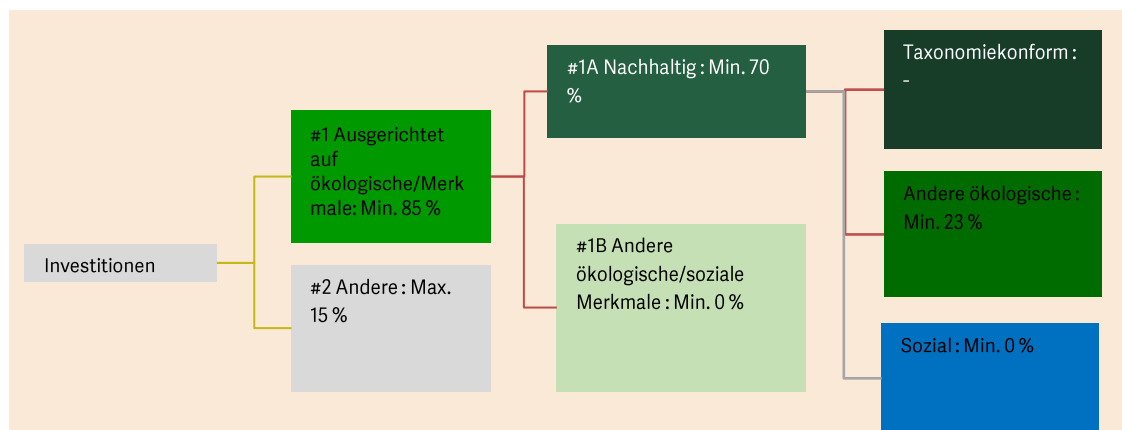 Investitionen
#1 Ausgerichtet
auf
ökologische/Merk
male: Min. 85 %
#2 Andere : Max.
15 %
#1A Nachhaltig : Min. 70
%
#1B Andere
ökologische/soziale
Merkmale : Min. 0 %
Taxonomiekonform :
-
Andere ökologische :
Min. 23 %
Sozial : Min. 0 %